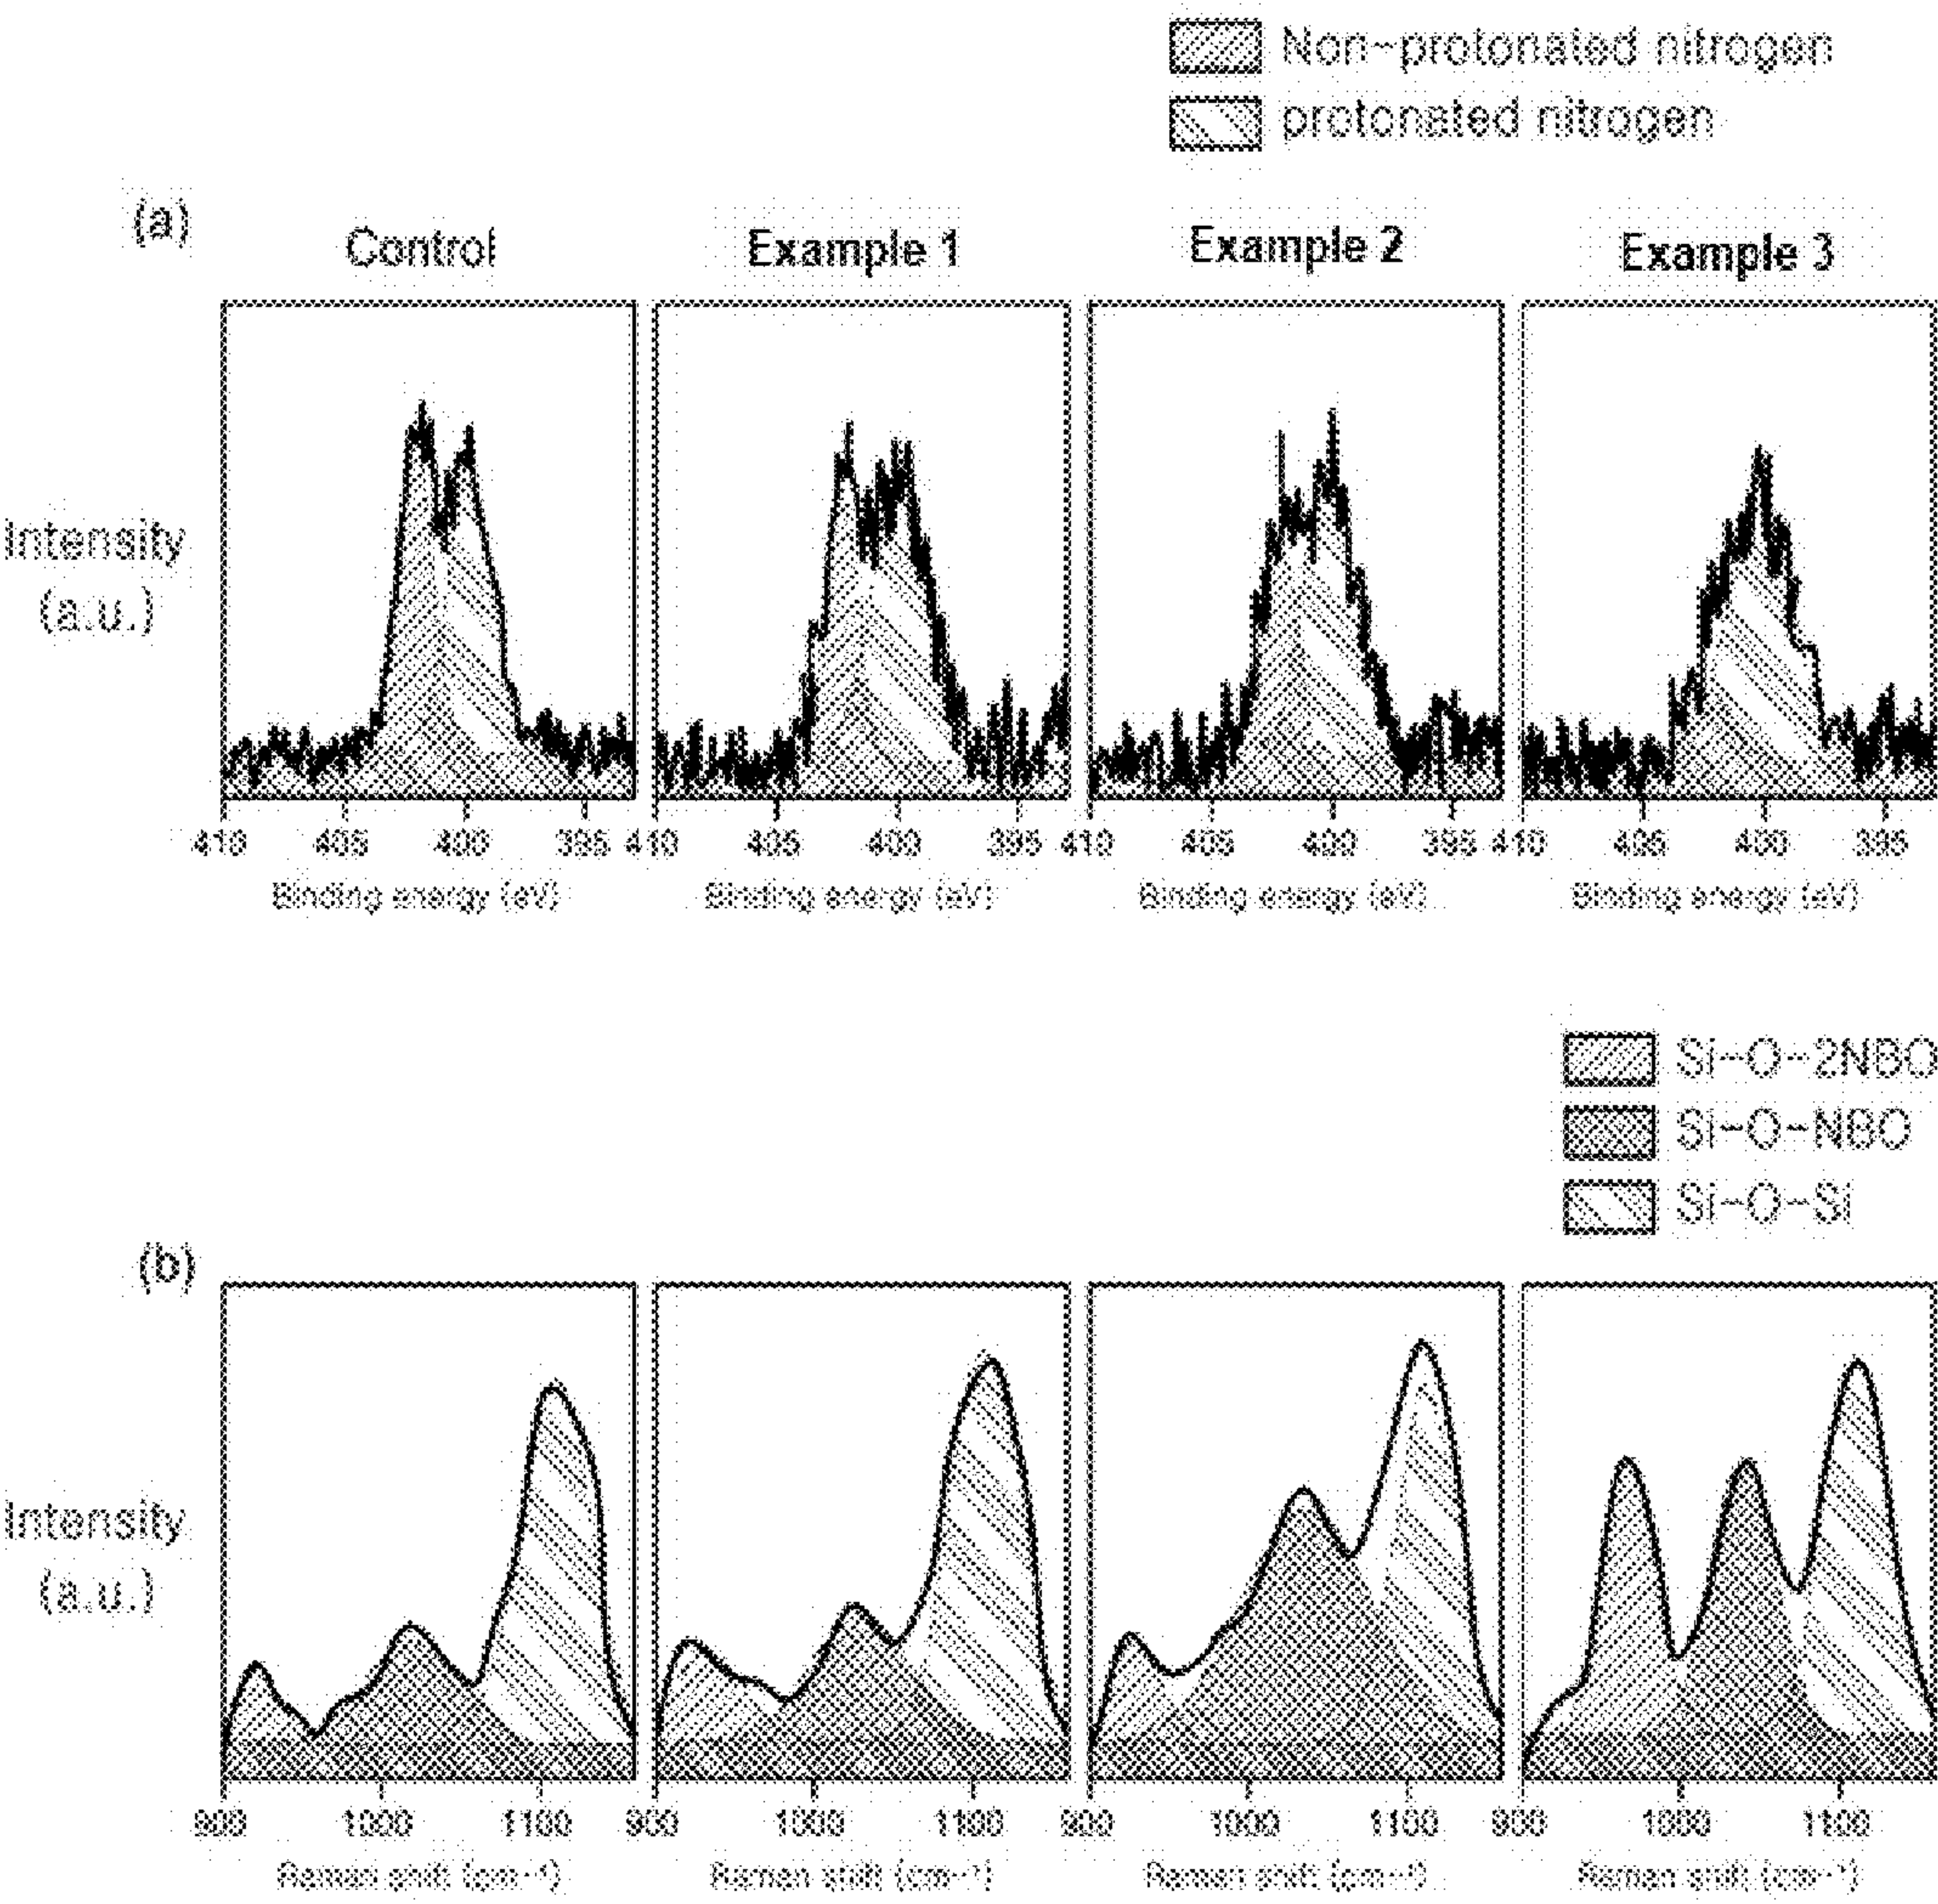 Non-protonated nitrogen
protonated nitrogen
(a)
Control Example 1 Example 2 Example 3
Intensity
(a.u.)
410 405 400 395 410 405 400 395 410 405 400 395 410 405 400 395
Binding energy (eV) Binding energy (eV) Binding energy (eV) Binding energy (eV)
Si-O-2NBO
Si-O-NBO
Si-O-Si
(b)
Intensity
(a.u.)
900 1000 1100 900 1000 1100 900 1000 1100 900 1000 1100
Raman shift (cm⁻¹) Raman shift (cm⁻¹) Raman shift (cm⁻¹) Raman shift (cm⁻¹)